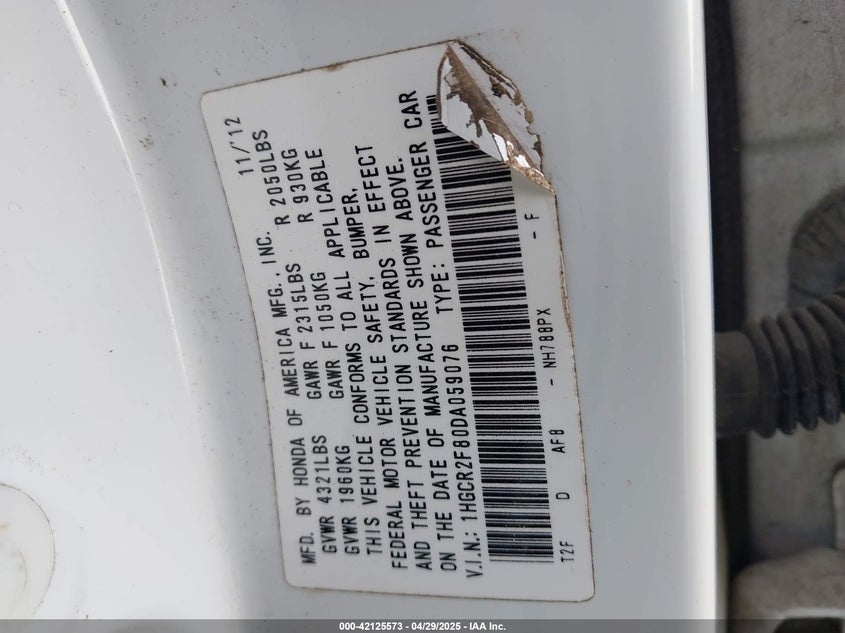 MFD. BY HONDA OF AMERICA MFG., INC. 11/'12
GVWR 4321LBS GAWR F 2315LBS R 2050LBS
GVWR 1960KG GAWR F 1050KG R 930KG
THIS VEHICLE CONFORMS TO ALL APPLICABLE
FEDERAL MOTOR VEHICLE SAFETY, BUMPER,
AND THEFT PREVENTION STANDARDS IN EFFECT
ON THE DATE OF MANUFACTURE SHOWN ABOVE.
V.I.N.: 1HGCR2F80DA059076 TYPE: PASSENGER CAR
T2F D AF8 - NH788PX - F
000-42125573 | 04/29/2025 - IAA Inc.